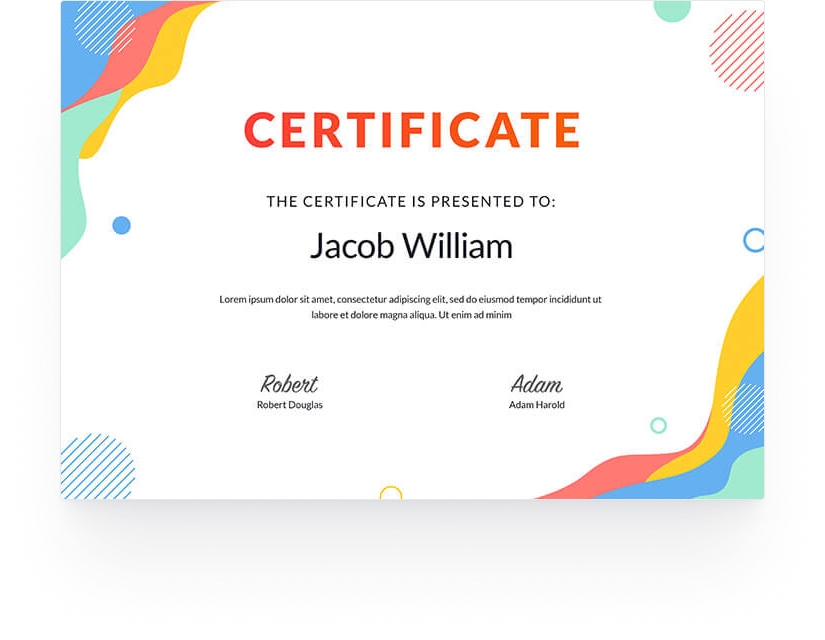 CERTIFICATE
THE CERTIFICATE IS PRESENTED TO:
Jacob William
Lorem ipsum dolor sit amet, consectetur adipiscing elit, sed do eiusmod tempor incididunt ut
labore et dolore magna aliqua. Ut enim ad minim
Robert
Adam
Robert Douglas
Adam Harold